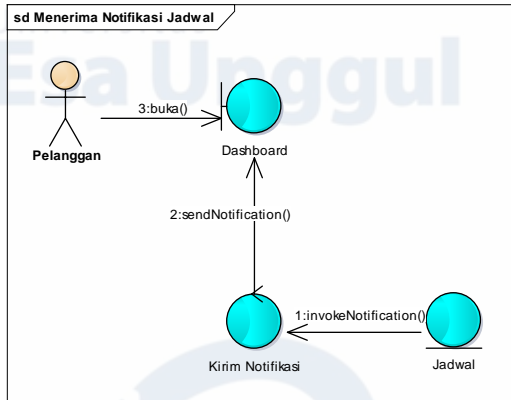 sd Menerima Notifikasi Jadwal
Esa Unggul
3:buka()
Pelanggan
Dashboard
2:sendNotification()
1:invokeNotification()
Kirim Notifikasi
Jadwal